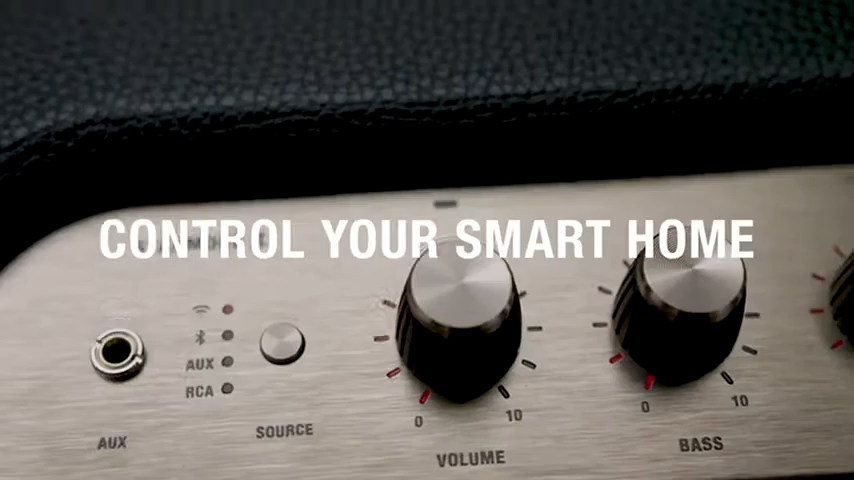 CONTROL YOUR SMART HOME
AUX
RCA
AUX
SOURCE
0
10
VOLUME
0
10
BASS